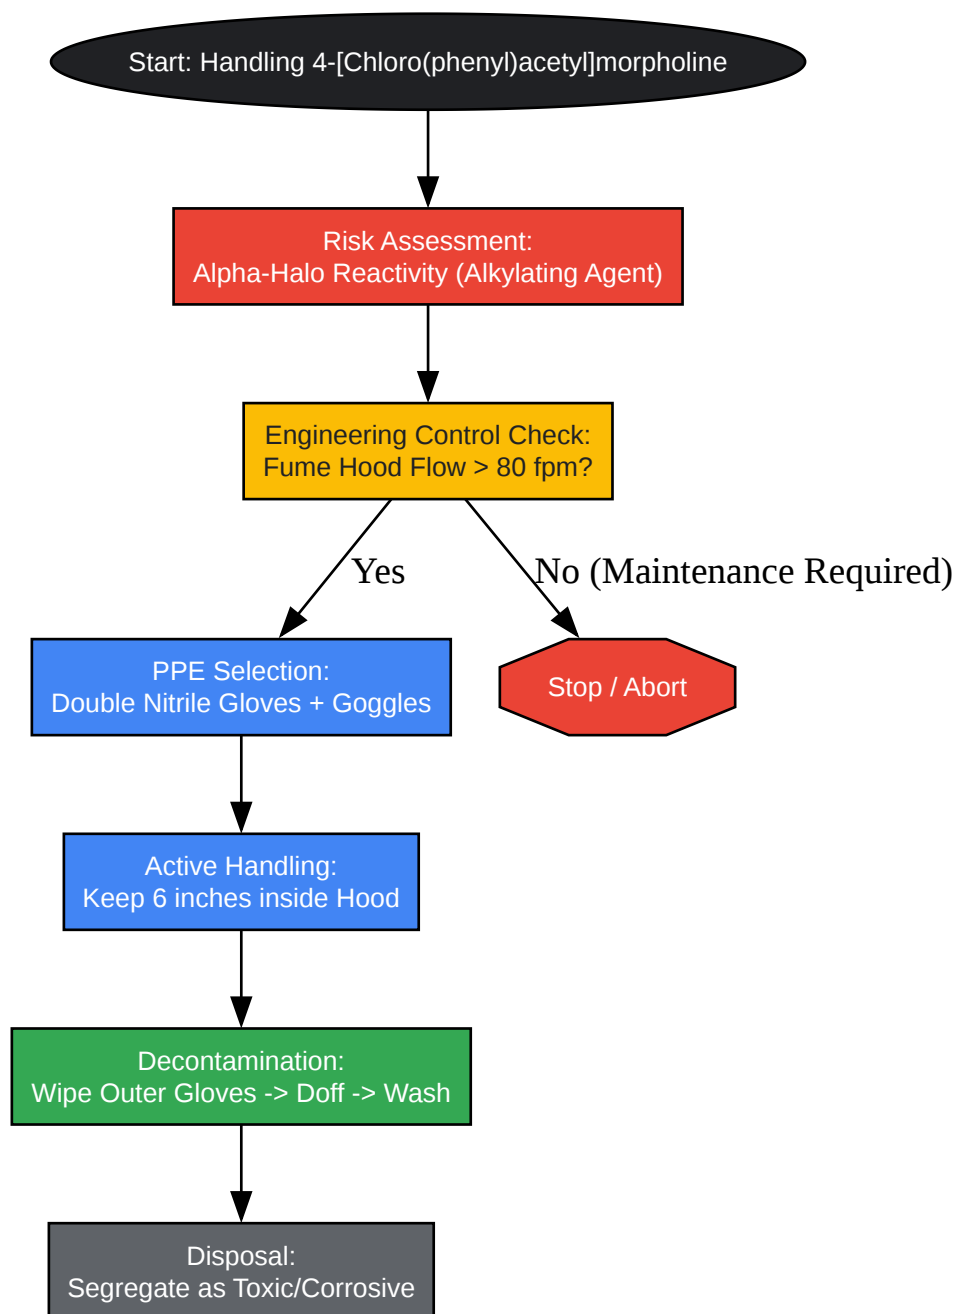 Start: Handling 4-[Chloro(phenyl)acetyl]morpholine
Risk Assessment:
Alpha-Halo Reactivity (Alkylating Agent)
Engineering Control Check:
Fume Hood Flow > 80 fpm?
Yes
No (Maintenance Required)
PPE Selection:
Double Nitrile Gloves + Goggles
Stop / Abort
Active Handling:
Keep 6 inches inside Hood
Decontamination:
Wipe Outer Gloves -> Doff -> Wash
Disposal:
Segregate as Toxic/Corrosive